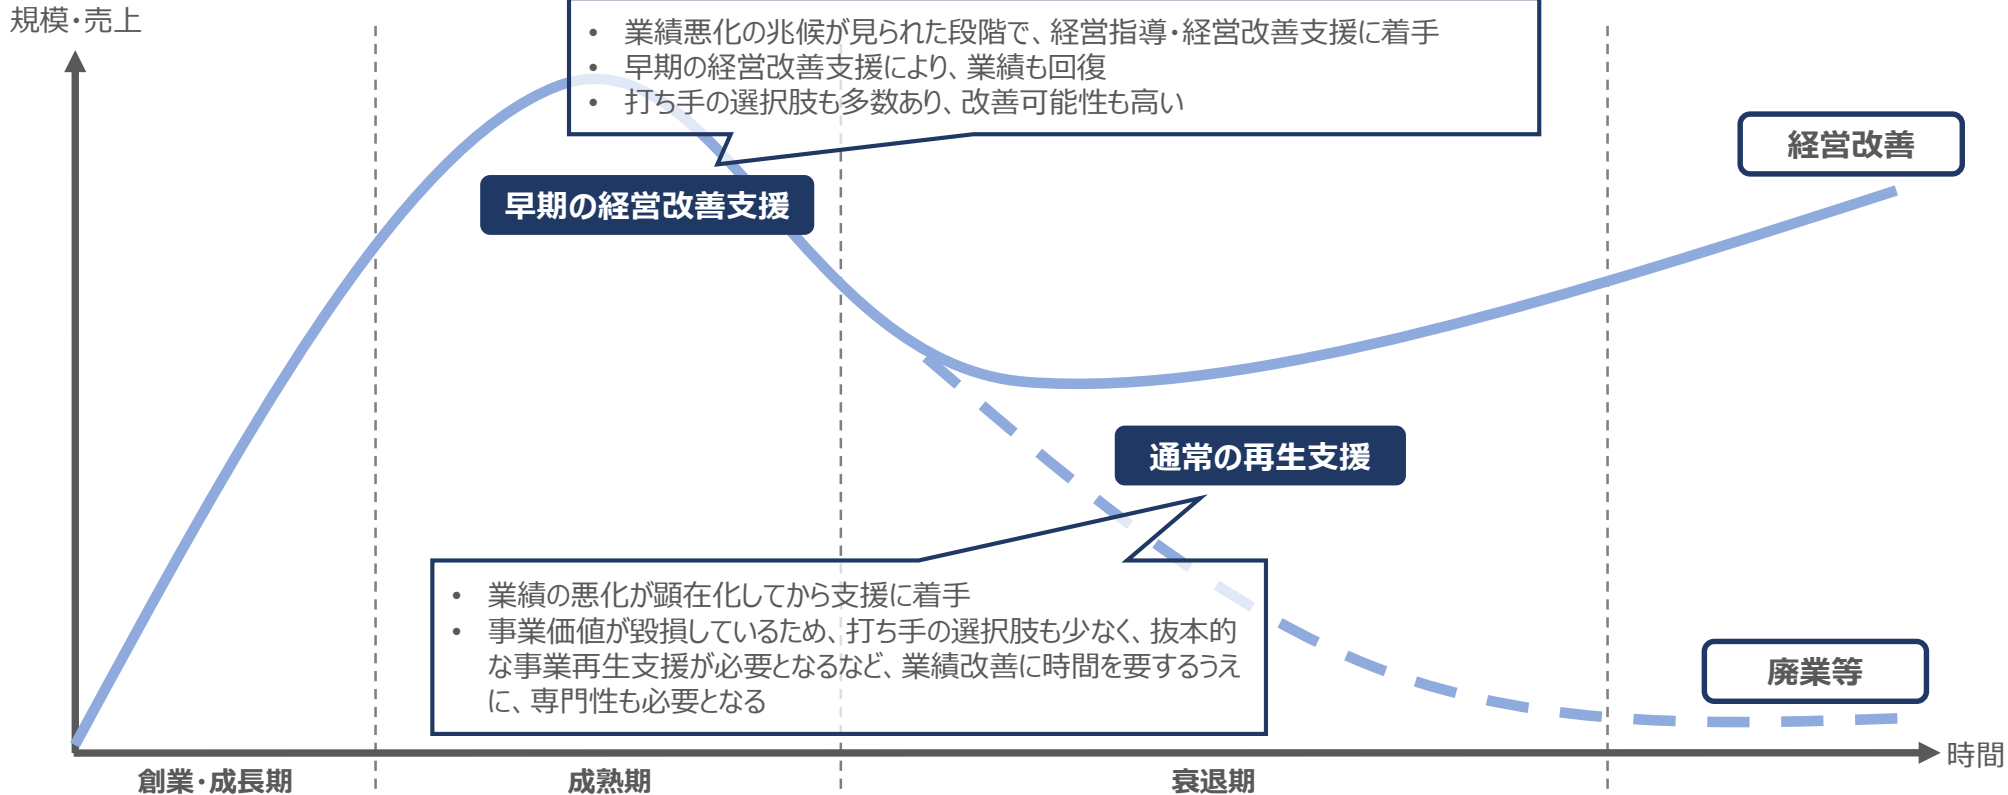 規模・売上
• 業績悪化の兆候が見られた段階で、経営指導・経営改善支援に着手
• 早期の経営改善支援により、業績も回復
• 打ち手の選択肢も多数あり、改善可能性も高い
経営改善
早期の経営改善支援
通常の再生支援
• 業績の悪化が顕在化してから支援に着手
• 事業価値が毀損しているため、打ち手の選択肢も少なく、抜本的
な事業再生支援が必要となるなど、業績改善に時間を要するうえ
に、専門性も必要となる
廃業等
時間
創業・成長期
成熟期
衰退期